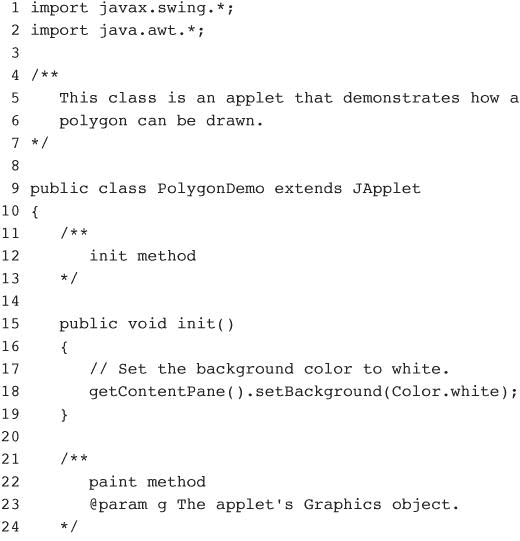 1 import javax.swing.*;
2 import java.awt.*;
3
4 /**
5    This class is an applet that demonstrates how a
6    polygon can be drawn.
7 */
8
9 public class PolygonDemo extends JApplet
10 {
11    /**
12       init method
13    */
14
15    public void init()
16    {
17       // Set the background color to white.
18       getContentPane().setBackground(Color.white);
19    }
20
21    /**
22       paint method
23       @param g The applet's Graphics object.
24    */